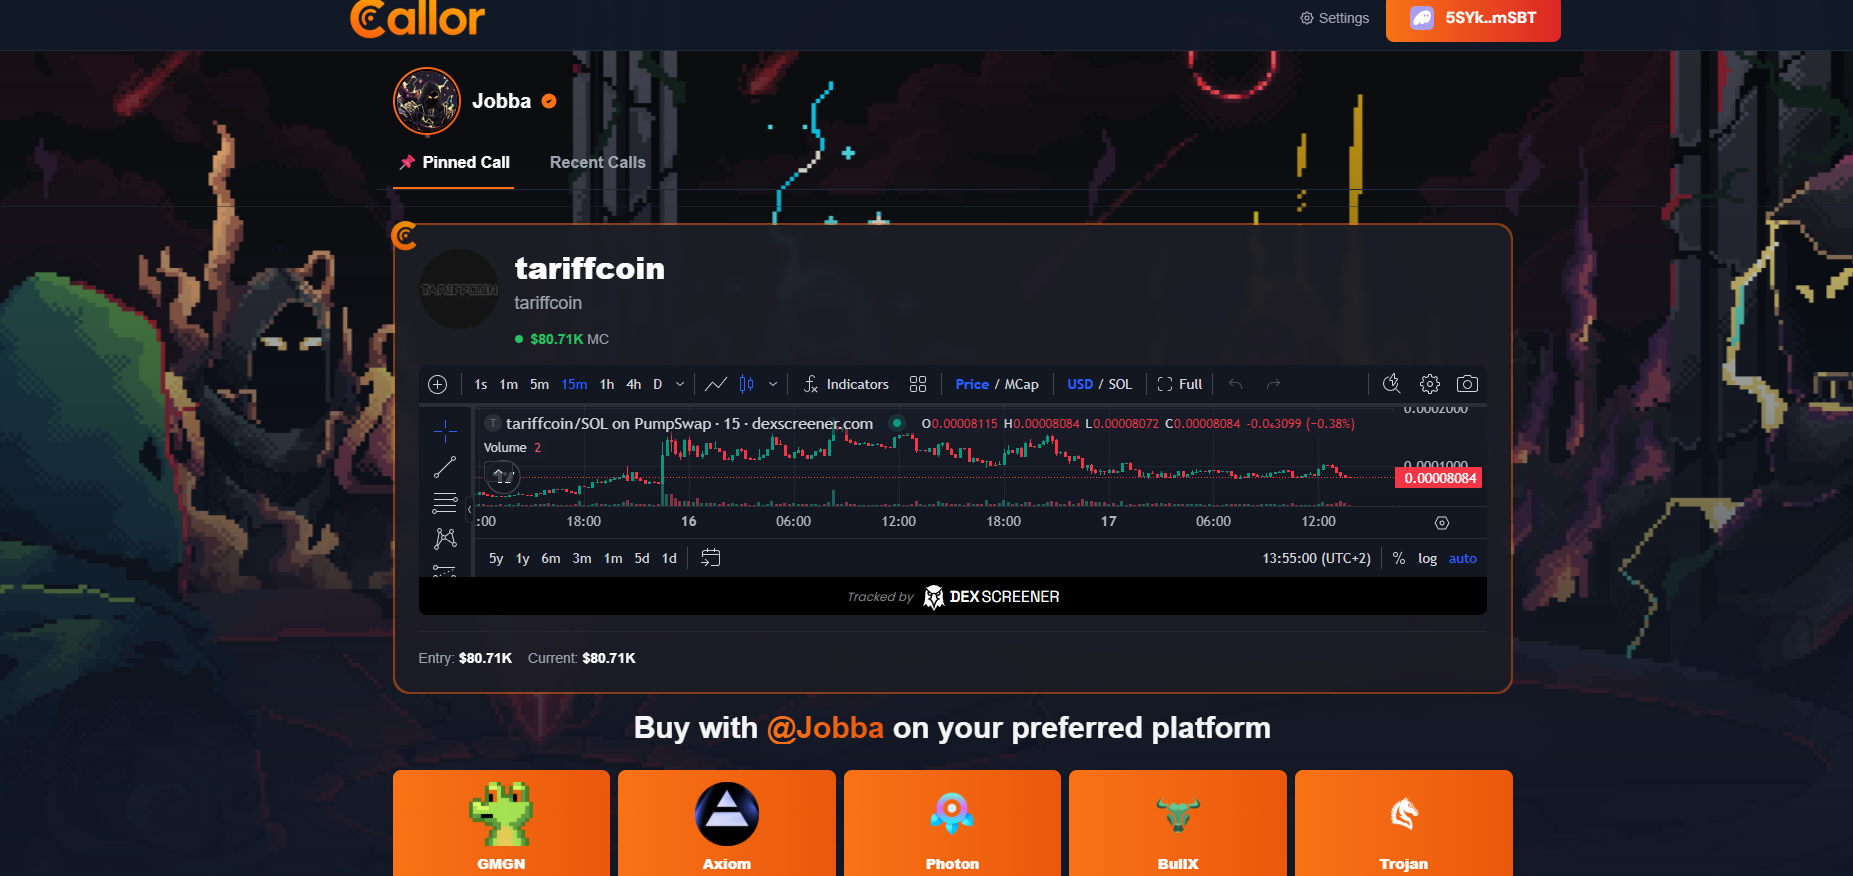 Callor
Settings
5SYk..mSBT
Jobba
Pinned Call
Recent Calls
TARIFFCOIN
tariffcoin
tariffcoin
$80.71K MC
1s 1m 5m 15m 1h 4h D
Indicators
Price / MCap
USD / SOL
Full
0.0002000
T tariffcoin/SOL on PumpSwap · 15 · dexscreener.com
O0.00008115 H0.00008084 L0.00008072 C0.00008084 -0.0₆3099 (−0.38%)
Volume 2
0.0001000
0.00008084
:00 18:00 16 06:00 12:00 18:00 17 06:00 12:00
5y 1y 6m 3m 1m 5d 1d
13:55:00 (UTC+2) % log auto
Tracked by DEX SCREENER
Entry: $80.71K Current: $80.71K
Buy with @Jobba on your preferred platform
GMGN
Axiom
Photon
BullX
Trojan